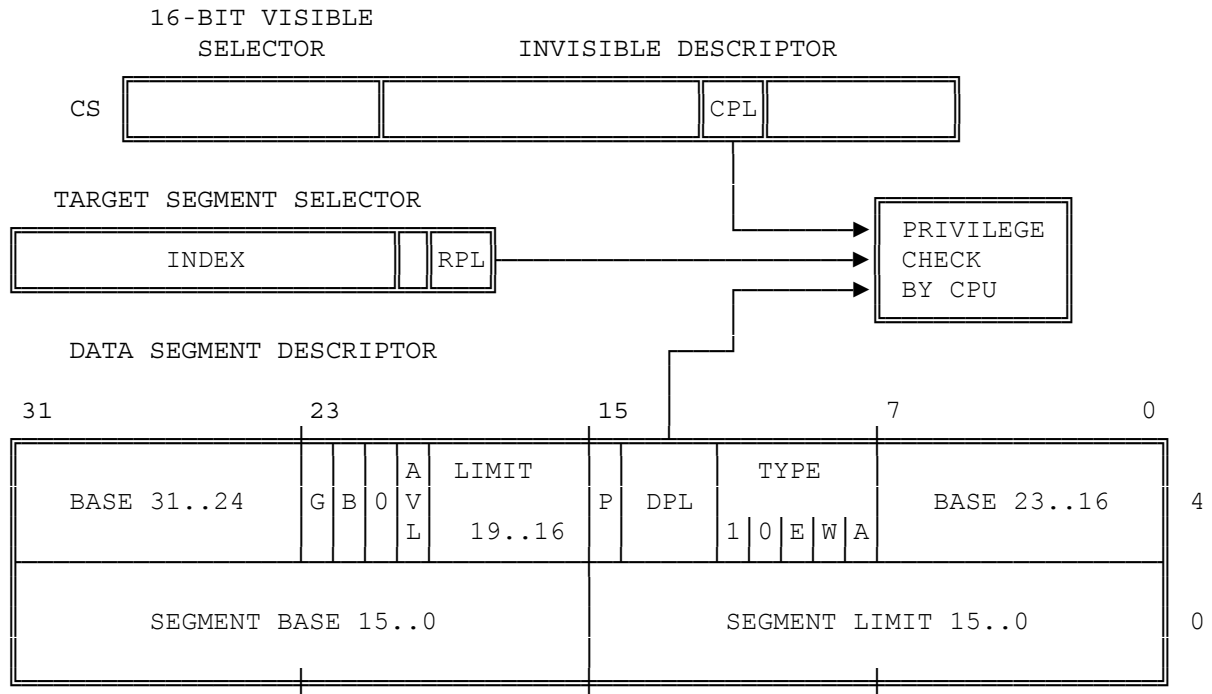 16-BIT VISIBLE
SELECTOR INVISIBLE DESCRIPTOR
CS CPL
TARGET SEGMENT SELECTOR
INDEX RPL
PRIVILEGE
CHECK
BY CPU
DATA SEGMENT DESCRIPTOR
31 23 15 7 0
BASE 31..24 G B 0 AVL LIMIT 19..16 P DPL TYPE 1 0 E W A BASE 23..16 4
SEGMENT BASE 15..0 SEGMENT LIMIT 15..0 0